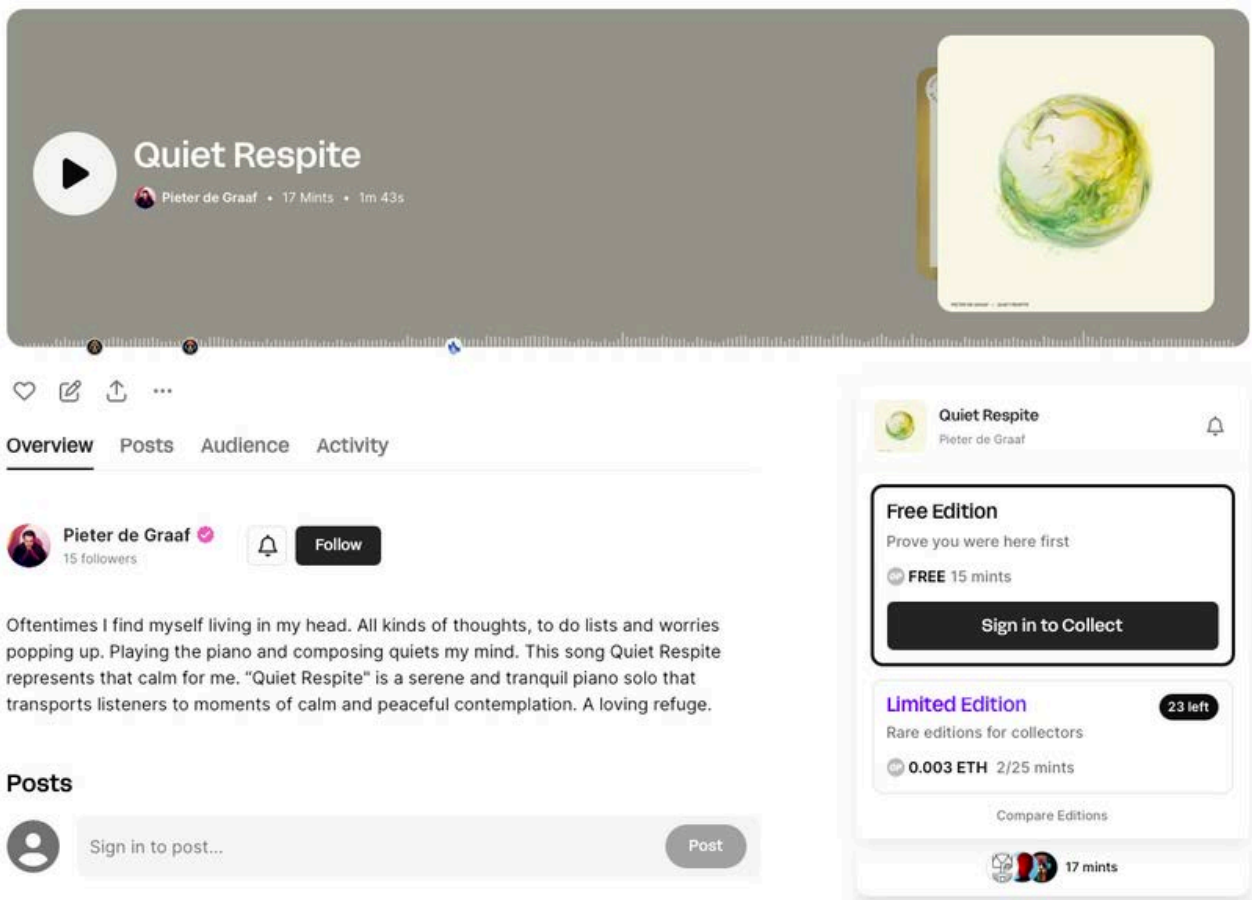 Quiet Respite
Pieter de Graaf • 17 Mints • 1m 43s
PIETER DE GRAAF — QUIET RESPITE
Overview Posts Audience Activity
Pieter de Graaf
15 followers
Follow
Oftentimes I find myself living in my head. All kinds of thoughts, to do lists and worries
popping up. Playing the piano and composing quiets my mind. This song Quiet Respite
represents that calm for me. “Quiet Respite" is a serene and tranquil piano solo that
transports listeners to moments of calm and peaceful contemplation. A loving refuge.
Posts
Sign in to post...
Post
Quiet Respite
Pieter de Graaf
Free Edition
Prove you were here first
FREE 15 mints
Sign in to Collect
Limited Edition
23 left
Rare editions for collectors
0.003 ETH 2/25 mints
Compare Editions
17 mints